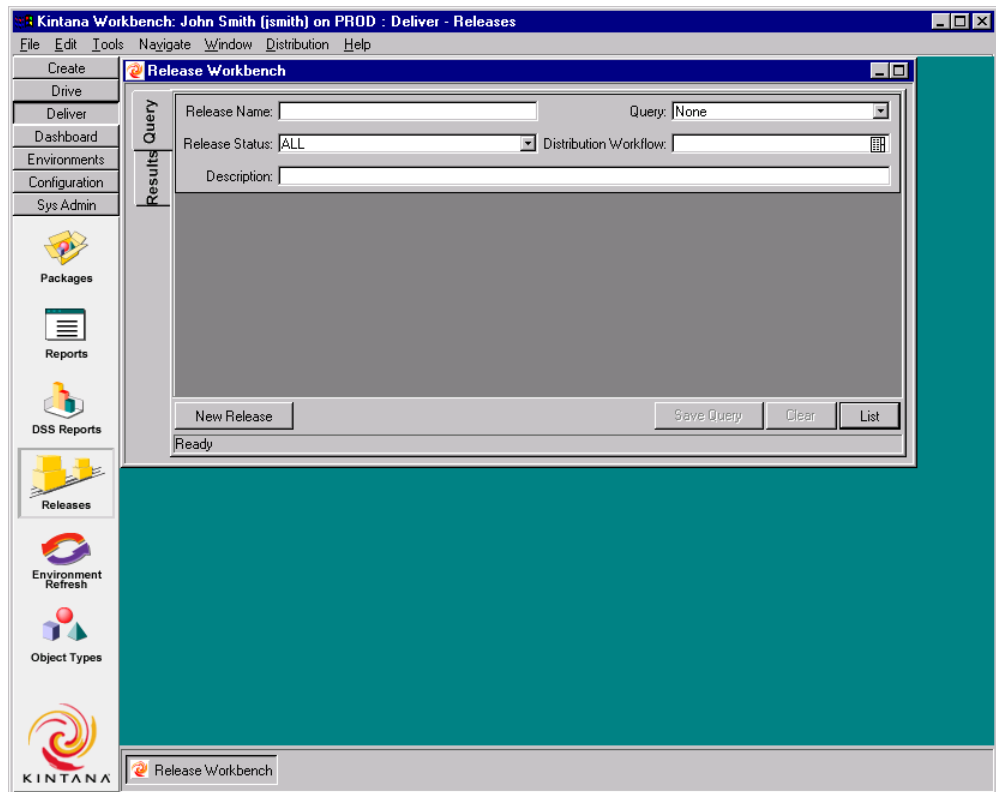 Kintana Workbench: John Smith (jsmith) on PROD : Deliver - Releases
File Edit Tools Navigate Window Distribution Help
Create
Drive
Deliver
Dashboard
Environments
Configuration
Sys Admin
Packages
Reports
DSS Reports
Releases
Environment
Refresh
Object Types
KINTANA
Release Workbench
Query
Results
Release Name: Query: None
Release Status: ALL Distribution Workflow:
Description:
New Release Save Query Clear List
Ready
Release Workbench